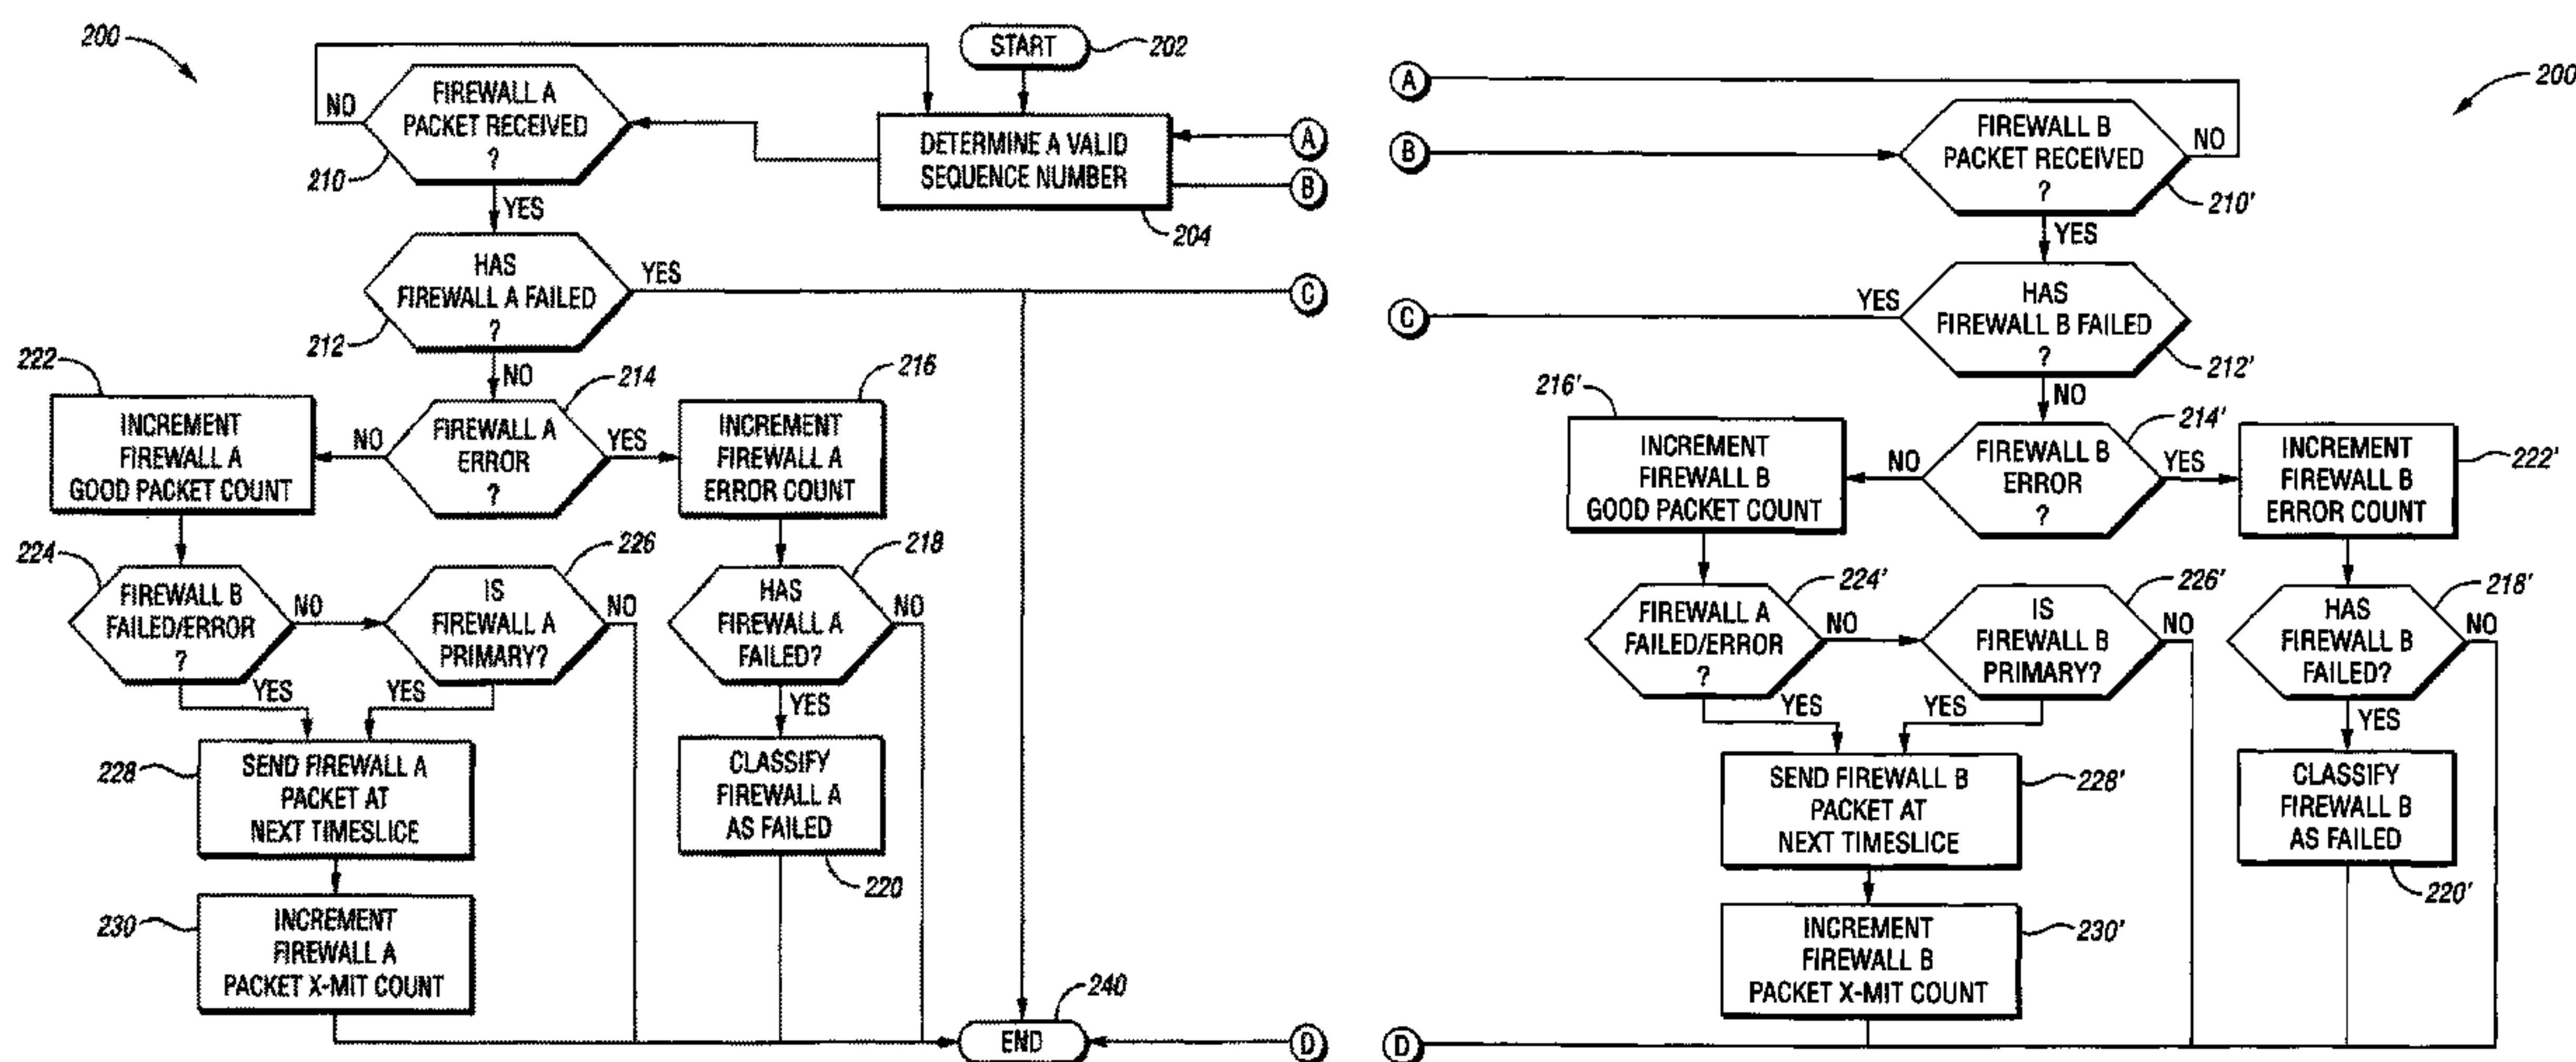 200
START
202
FIREWALL A
PACKET RECEIVED
?
NO
210
YES
DETERMINE A VALID
SEQUENCE NUMBER
204
A
B
HAS
FIREWALL A FAILED
?
YES
C
212
NO
222
INCREMENT
FIREWALL A
GOOD PACKET COUNT
NO
FIREWALL A
ERROR
?
214
YES
216
INCREMENT
FIREWALL A
ERROR COUNT
224
FIREWALL B
FAILED/ERROR
?
NO
YES
226
IS
FIREWALL A
PRIMARY?
NO
YES
218
HAS
FIREWALL A
FAILED?
NO
YES
228
SEND FIREWALL A
PACKET AT
NEXT TIMESLICE
CLASSIFY
FIREWALL A
AS FAILED
220
230
INCREMENT
FIREWALL A
PACKET X-MIT COUNT
240
END
D
200
A
B
FIREWALL B
PACKET RECEIVED
?
NO
210'
YES
C
YES
HAS
FIREWALL B FAILED
?
212'
NO
216'
INCREMENT
FIREWALL B
GOOD PACKET COUNT
NO
FIREWALL B
ERROR
?
214'
YES
INCREMENT
FIREWALL B
ERROR COUNT
222'
FIREWALL A
FAILED/ERROR
?
224'
NO
YES
IS
FIREWALL B
PRIMARY?
226'
NO
YES
HAS
FIREWALL B
FAILED?
218'
NO
YES
SEND FIREWALL B
PACKET AT
NEXT TIMESLICE
228'
CLASSIFY
FIREWALL B
AS FAILED
220'
INCREMENT
FIREWALL B
PACKET X-MIT COUNT
230'
D